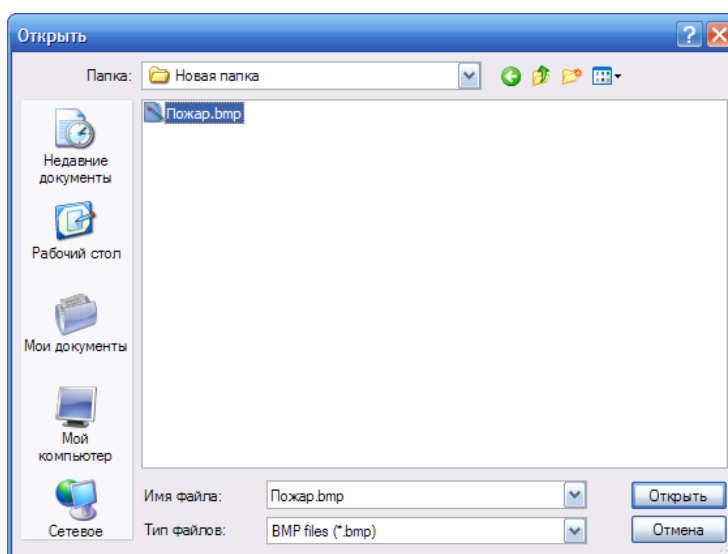 Открыть
Папка:
Новая папка
Пожар.bmp
Недавние
документы
Рабочий стол
Мои документы
Мой
компьютер
Сетевое
Имя файла:
Пожар.bmp
Открыть
Тип файлов:
BMP files (*.bmp)
Отмена